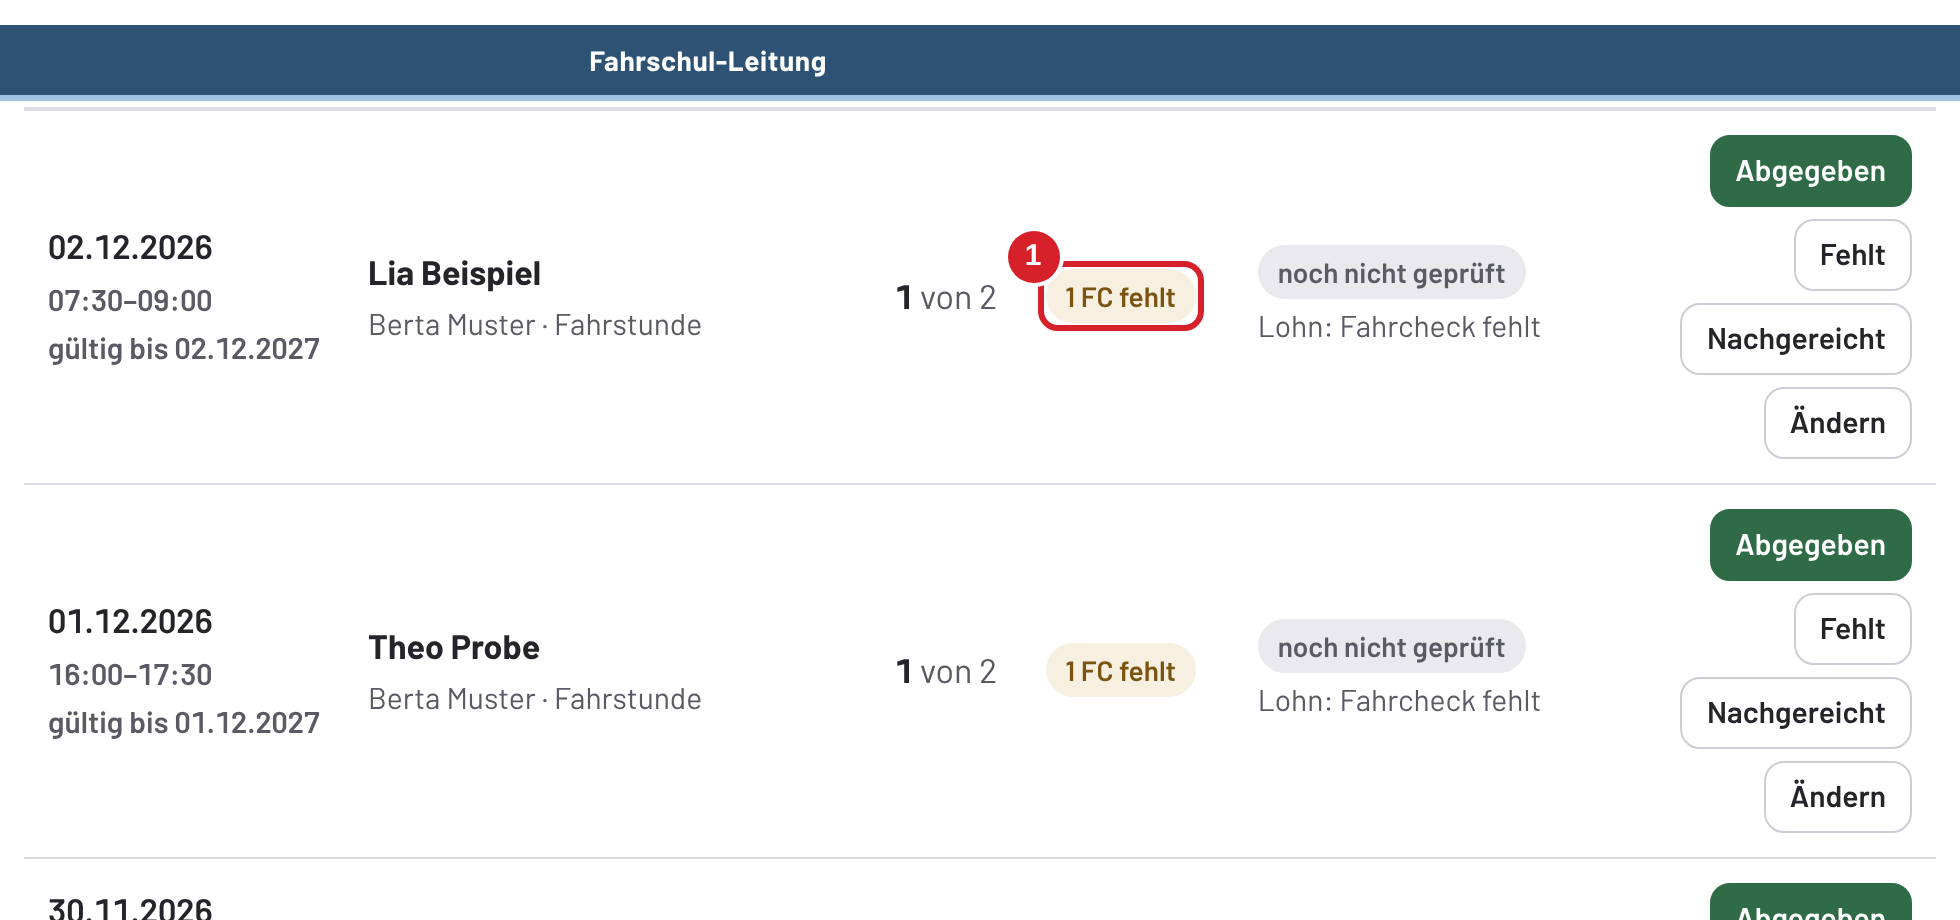 Fahrschul-Leitung
02.12.2026
07:30–09:00
gültig bis 02.12.2027
Lia Beispiel
Berta Muster · Fahrstunde
1 von 2
1
1 FC fehlt
noch nicht geprüft
Lohn: Fahrcheck fehlt
Abgegeben
Fehlt
Nachgereicht
Ändern
01.12.2026
16:00–17:30
gültig bis 01.12.2027
Theo Probe
Berta Muster · Fahrstunde
1 von 2
1 FC fehlt
noch nicht geprüft
Lohn: Fahrcheck fehlt
Abgegeben
Fehlt
Nachgereicht
Ändern
30.11.2026
Abgegeben